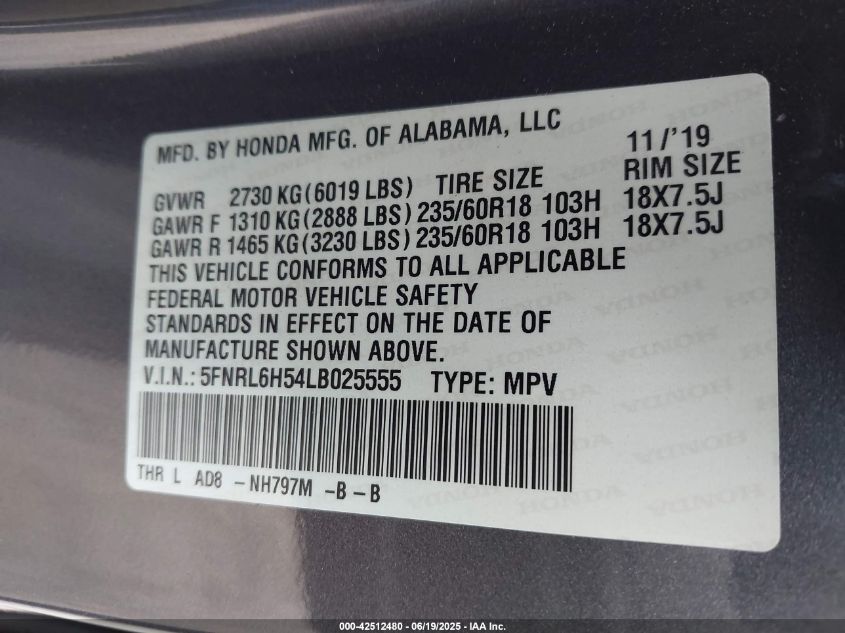 MFD. BY HONDA MFG. OF ALABAMA, LLC 11/'19
GVWR 2730 KG(6019 LBS) TIRE SIZE RIM SIZE
GAWR F 1310 KG(2888 LBS) 235/60R18 103H 18X7.5J
GAWR R 1465 KG(3230 LBS) 235/60R18 103H 18X7.5J
THIS VEHICLE CONFORMS TO ALL APPLICABLE
FEDERAL MOTOR VEHICLE SAFETY
STANDARDS IN EFFECT ON THE DATE OF
MANUFACTURE SHOWN ABOVE.
V.I.N.: 5FNRL6H54LB025555 TYPE: MPV
THR L AD8 -NH797M -B-B
HONDA
000-42512480 - 06/19/2025 - IAA Inc.